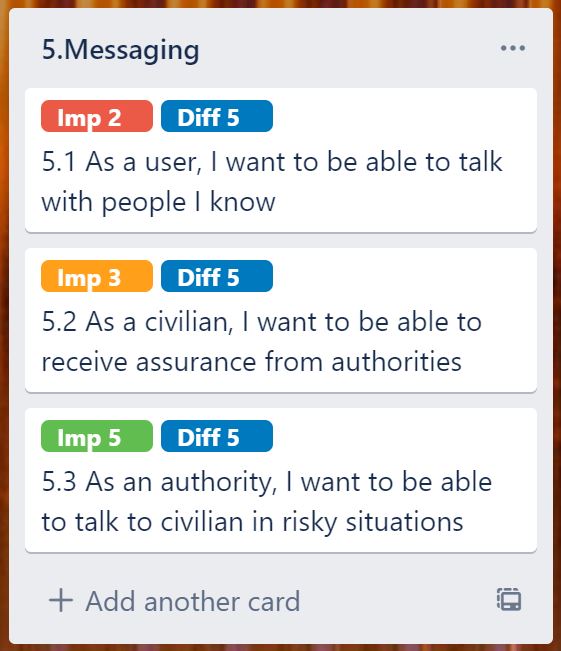 5.Messaging
Imp 2 Diff 5
5.1 As a user, I want to be able to talk
with people I know
Imp 3 Diff 5
5.2 As a civilian, I want to be able to
receive assurance from authorities
Imp 5 Diff 5
5.3 As an authority, I want to be able
to talk to civilian in risky situations
Add another card